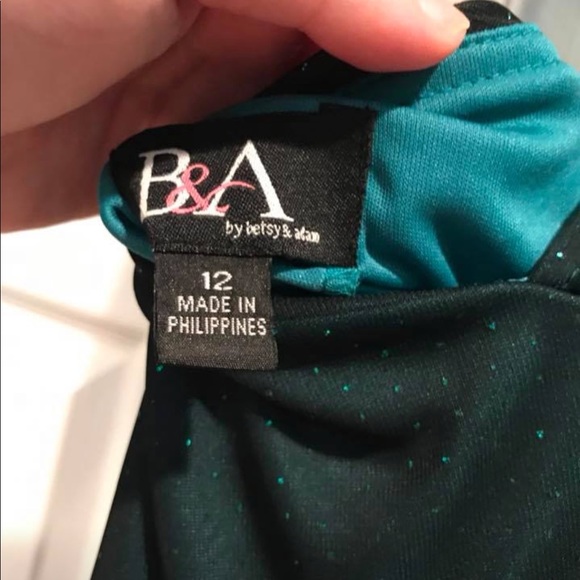 B&A
by betsy & adam
12
MADE IN
PHILIPPINES